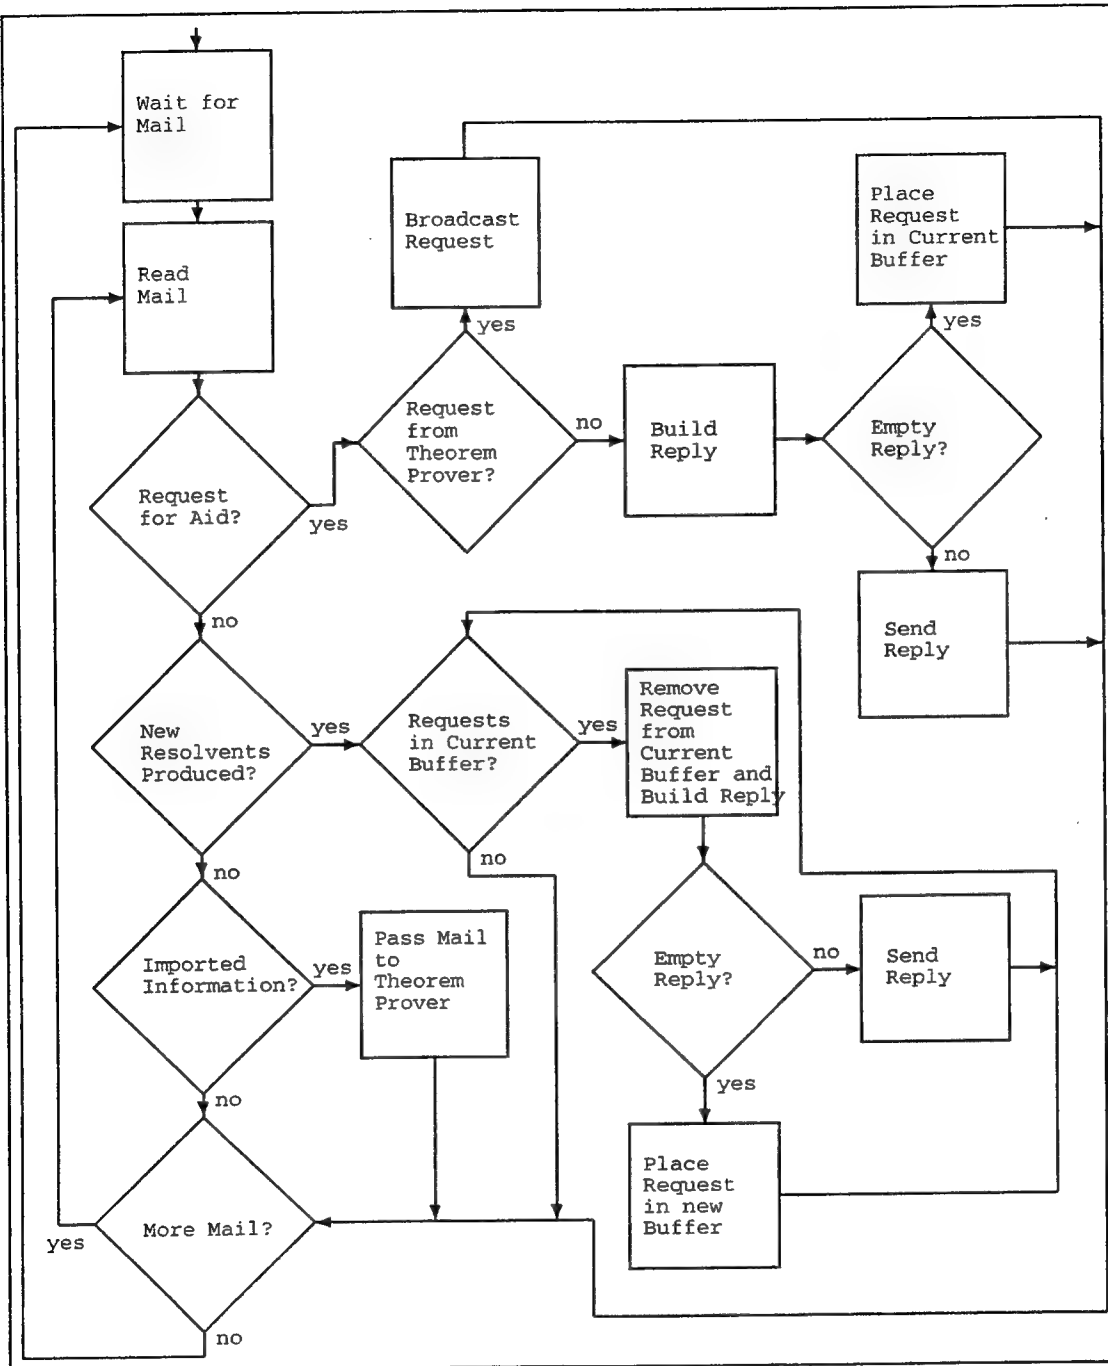 Wait for
Mail
Read
Mail
Broadcast
Request
yes
Place
Request
in Current
Buffer
yes
Request
from
Theorem
Prover?
no
Build
Reply
Empty
Reply?
no
Request
for Aid?
yes
no
Send
Reply
New
Resolvents
Produced?
yes
Requests
in Current
Buffer?
yes
Remove
Request
from
Current
Buffer and
Build Reply
no
no
Imported
Information?
yes
Pass Mail
to
Theorem
Prover
Empty
Reply?
no
Send
Reply
yes
no
Place
Request
in new
Buffer
More Mail?
yes
no